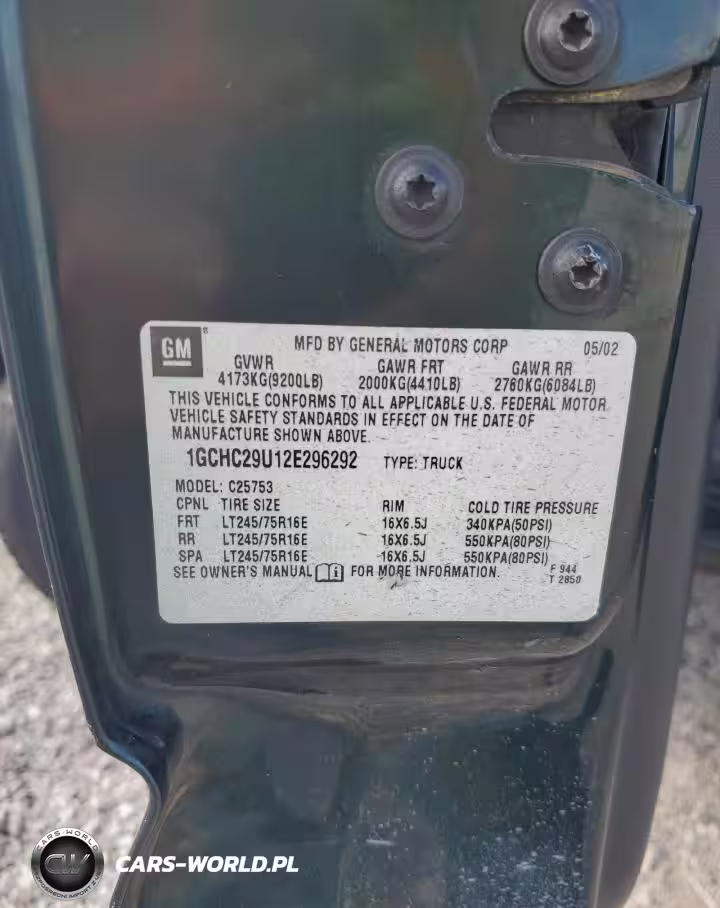 GM
MFD BY GENERAL MOTORS CORP 05/02
GVWR GAWR FRT GAWR RR
4173KG(9200LB) 2000KG(4410LB) 2760KG(6084LB)
THIS VEHICLE CONFORMS TO ALL APPLICABLE U.S. FEDERAL MOTOR
VEHICLE SAFETY STANDARDS IN EFFECT ON THE DATE OF
MANUFACTURE SHOWN ABOVE.
1GCHC29U12E296292 TYPE: TRUCK
MODEL: C25753
CPNL TIRE SIZE RIM COLD TIRE PRESSURE
FRT LT245/75R16E 16X6.5J 340KPA(50PSI)
RR LT245/75R16E 16X6.5J 550KPA(80PSI)
SPA LT245/75R16E 16X6.5J 550KPA(80PSI)
SEE OWNER'S MANUAL FOR MORE INFORMATION.
F 944
T 2850
CARS-WORLD
CW
CARS-WORLD.PL